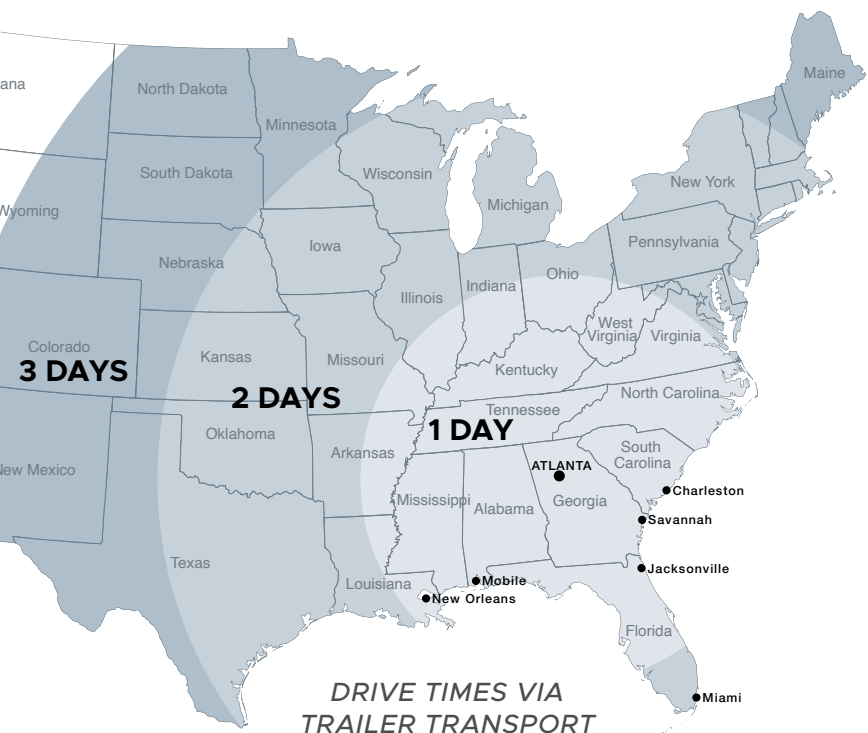 Maine
ana
North Dakota
Minnesota
South Dakota
Wisconsin
New York
Michigan
Wyoming
Pennsylvania
Iowa
Nebraska
Ohio
Indiana
Illinois
West
Virginia
Virginia
Colorado
3 DAYS
Kansas
Missouri
Kentucky
2 DAYS
North Carolina
Tennessee
1 DAY
Oklahoma
Arkansas
South
Carolina
ATLANTA
New Mexico
Charleston
Mississippi
Alabama
Georgia
Savannah
Texas
Jacksonville
Louisiana
Mobile
New Orleans
Florida
Miami
DRIVE TIMES VIA
TRAILER TRANSPORT